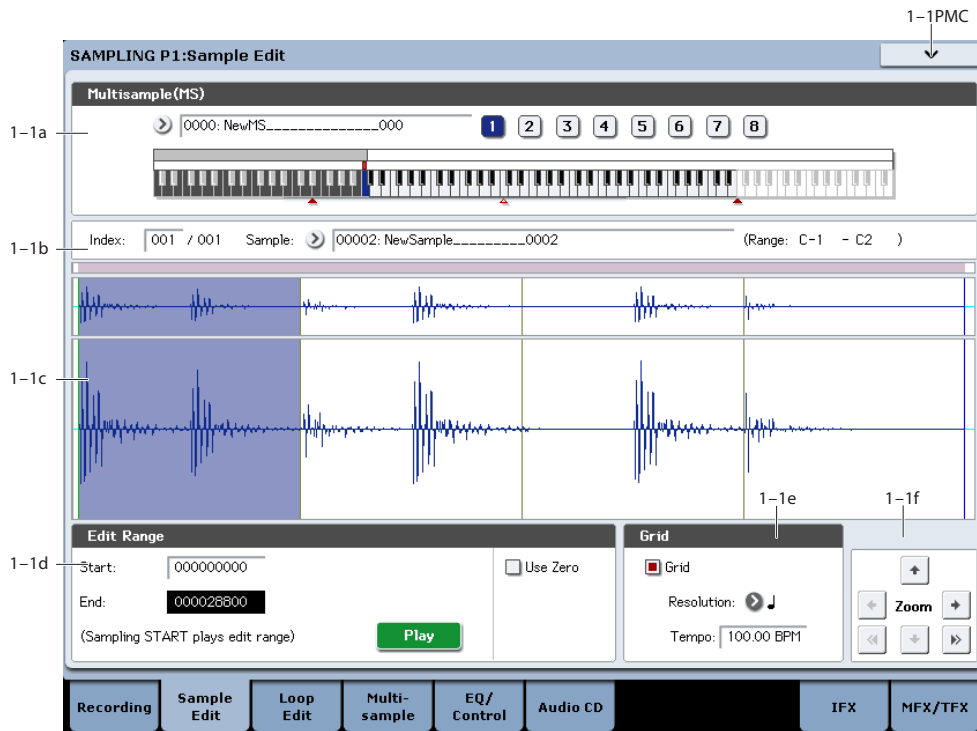 1–1PMC
SAMPLING P1:Sample Edit
Multisample(MS)
1–1a
0000: NewMS______________000
1 2 3 4 5 6 7 8
1–1b
Index: 001 / 001 Sample: 00002: NewSample_________0002 (Range: C-1 - C2 )
1–1c
1–1e
1–1f
Edit Range
Grid
1–1d
Start: 000000000
Use Zero
Grid
End: 000028800
Resolution:
Zoom
(Sampling START plays edit range)
Play
Tempo: 100.00 BPM
Recording
Sample
Edit
Loop
Edit
Multi-
sample
EQ/
Control
Audio CD
IFX
MFX/TFX